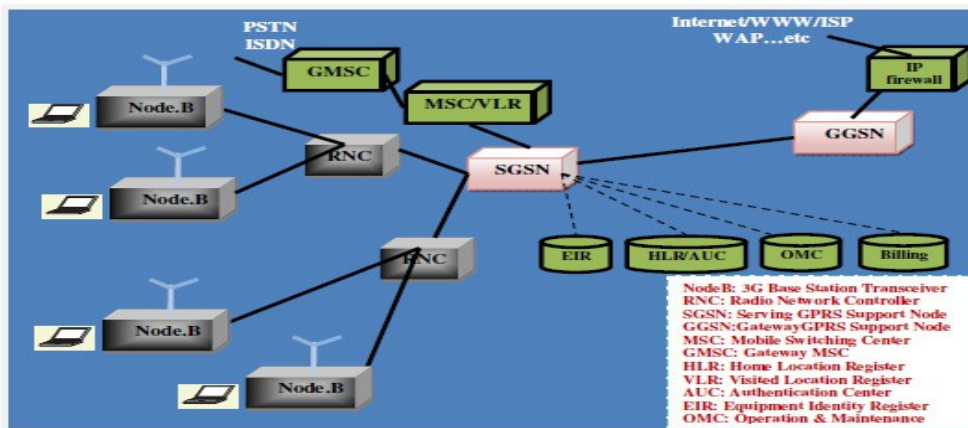 PSTN
ISDN
Internet/WWW/ISP
WAP...etc
GMSC
IP
firewall
Node.B
MSC/VLR
GGSN
RNC
SGSN
Node.B
EIR
HLR/AUC
OMC
Billing
RNC
Node.B
Node.B
NodeB: 3G Base Station Transceiver
RNC: Radio Network Controller
SGSN: Serving GPRS Support Node
GGSN:GatewayGPRS Support Node
MSC: Mobile Switching Center
GMSC: Gateway MSC
HLR: Home Location Register
VLR: Visited Location Register
AUC: Authentication Center
EIR: Equipment Identity Register
OMC: Operation & Maintenance